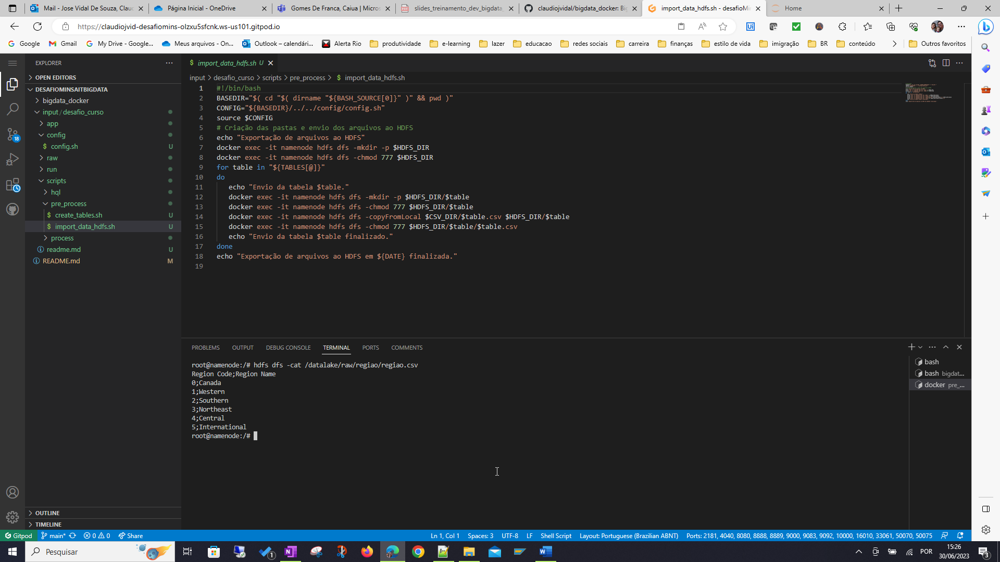 Mail - Jose Vidal De Souza, Clau
Página Inicial - OneDrive
Gomes De Franca, Caiua | Micros
slides_treinamento_dev_bigdata_
claudiojvidal/bigdata_docker: Big
import_data_hdfs.sh - desafioMin
Home
https://claudiojvid-desafiomins-olzxu5sfcnk.ws-us101.gitpod.io
Google
Gmail
My Drive - Google...
Meus arquivos - On...
Outlook – calendári...
Alerta Rio
produtividade
e-learning
lazer
educacao
redes sociais
carreira
finanças
estilo de vida
imigração
BR
conteúdo
Outros favoritos
EXPLORER
OPEN EDITORS
DESAFIOMINSAITBIGDATA
bigdata_docker
input / desafio_curso
app
config
$ config.sh U
raw
run
scripts
hql
pre_process
$ create_tables.sh U
$ import_data_hdfs.sh U
process
readme.md U
README.md M
OUTLINE
TIMELINE
$ import_data_hdfs.sh U
input > desafio_curso > scripts > pre_process > $ import_data_hdfs.sh
1 #!/bin/bash
2 BASEDIR="$( cd "$( dirname "${BASH_SOURCE[0]}" )" && pwd )"
3 CONFIG="${BASEDIR}/../../config/config.sh"
4 source $CONFIG
5 # Criação das pastas e envio dos arquivos ao HDFS
6 echo "Exportação de arquivos ao HDFS"
7 docker exec -it namenode hdfs dfs -mkdir -p $HDFS_DIR
8 docker exec -it namenode hdfs dfs -chmod 777 $HDFS_DIR
9 for table in "${TABLES[@]}"
10 do
11 echo "Envio da tabela $table."
12 docker exec -it namenode hdfs dfs -mkdir -p $HDFS_DIR/$table
13 docker exec -it namenode hdfs dfs -chmod 777 $HDFS_DIR/$table
14 docker exec -it namenode hdfs dfs -copyFromLocal $CSV_DIR/$table.csv $HDFS_DIR/$table
15 docker exec -it namenode hdfs dfs -chmod 777 $HDFS_DIR/$table/$table.csv
16 echo "Envio da tabela $table finalizado."
17 done
18 echo "Exportação de arquivos ao HDFS em ${DATE} finalizada."
19
PROBLEMS OUTPUT DEBUG CONSOLE TERMINAL PORTS COMMENTS
root@namenode:/# hdfs dfs -cat /datalake/raw/regiao/regiao.csv
Region Code;Region Name
0;Canada
1;Western
2;Southern
3;Northeast
4;Central
5;International
root@namenode:/#
bash
bash bigdat...
docker pre_...
18
Gitpod main* 0 0 Share Ln 1, Col 1 Spaces: 3 UTF-8 LF Shell Script Layout: Portuguese (Brazilian ABNT) Ports: 2181, 4040, 8080, 8888, 8889, 9000, 9083, 9092, 10000, 16010, 33061, 50070, 50075
Pesquisar
1
POR
15:26
30/06/2023
3